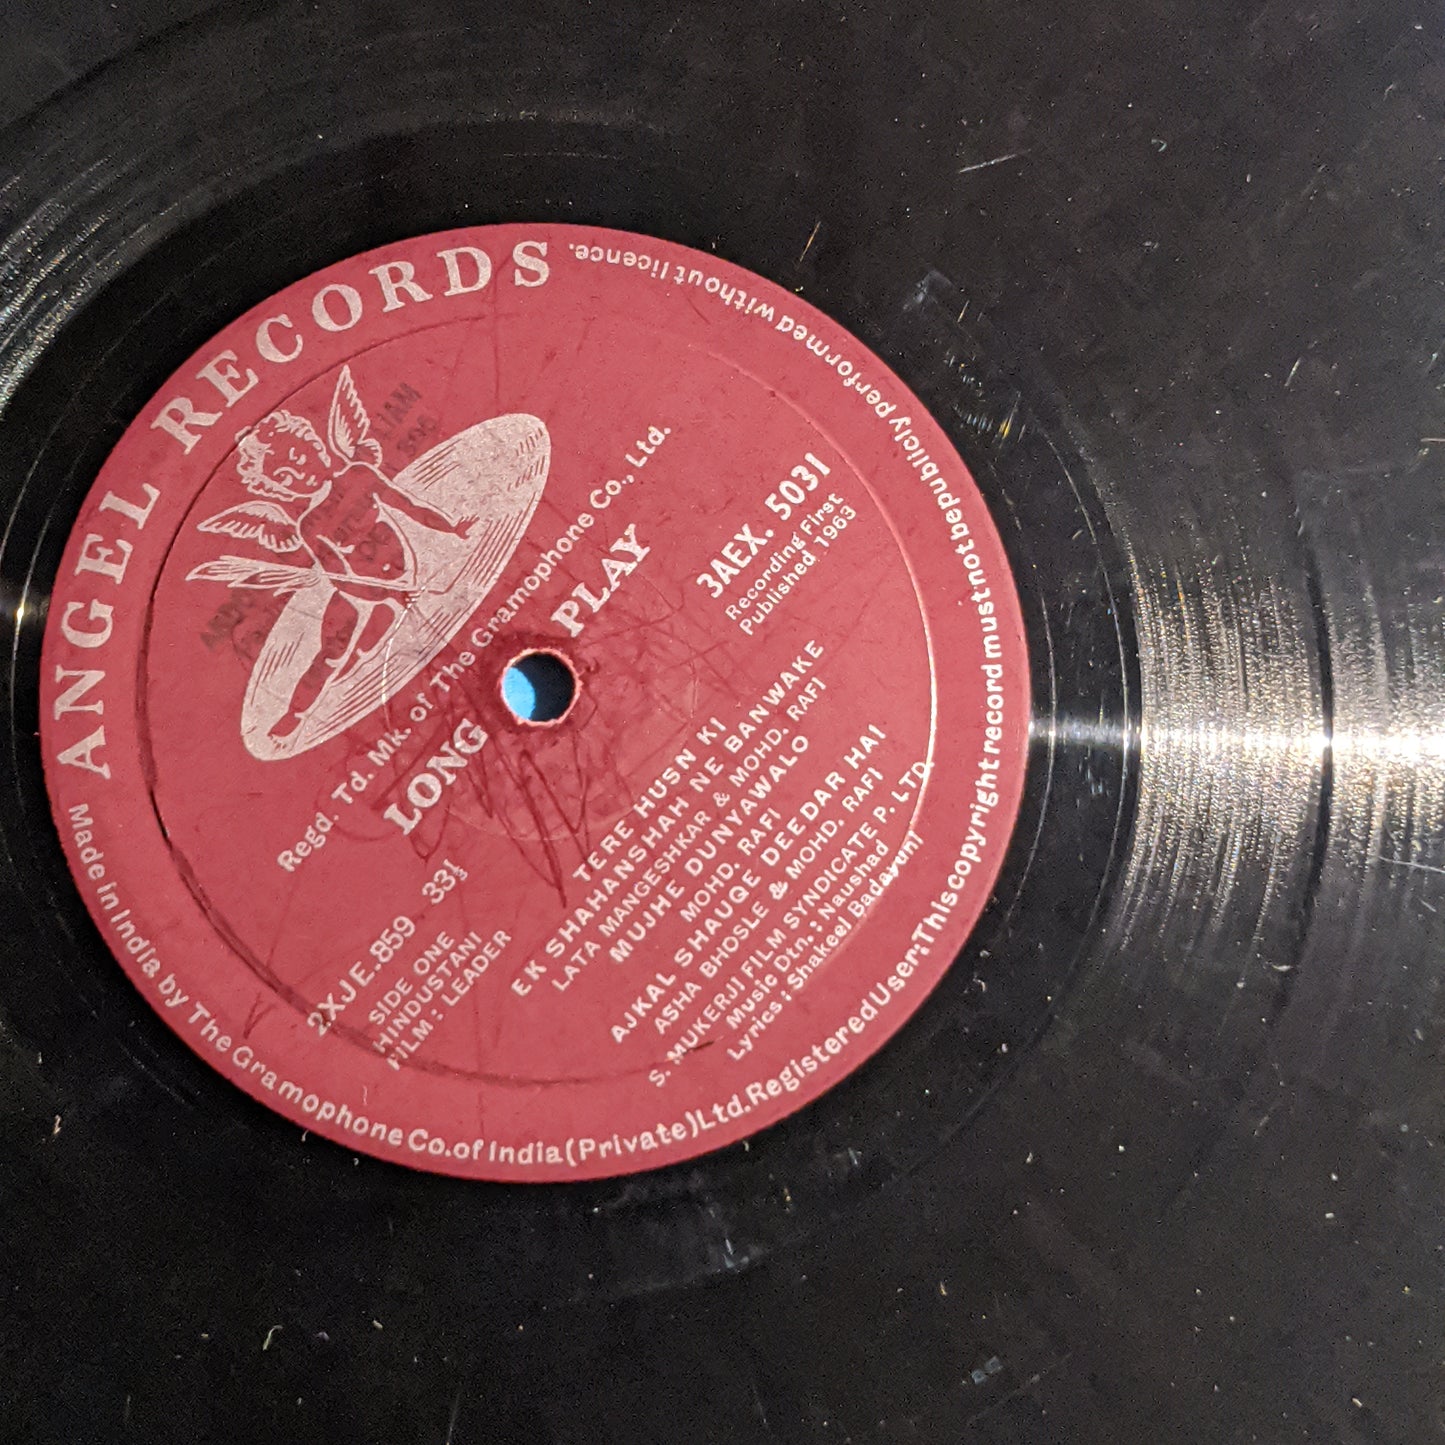 ANGEL RECORDS
Regd. Td. Mk. of The Gramophone Co., Ltd.
LONG PLAY
3AEX. 5031
Recording First
Published 1963
2XJE.859 33⅓
SIDE ONE
HINDUSTANI
FILM : LEADER
TERE HUSN KI
EK SHAHANSHAH NE BANWAKE
LATA MANGESHKAR & MOHD. RAFI
MUJHE DUNYAWALO
MOHD. RAFI
AJKAL SHAUQE DEEDAR HAI
ASHA BHOSLE & MOHD. RAFI
S. MUKERJI FILM SYNDICATE P. LTD.
Music Dtn.: Naushad
Lyrics : Shakeel Badayuni
Made in India by The Gramophone Co. of India (Private) Ltd. Registered User; This copyright record must not be publicly performed without licence.